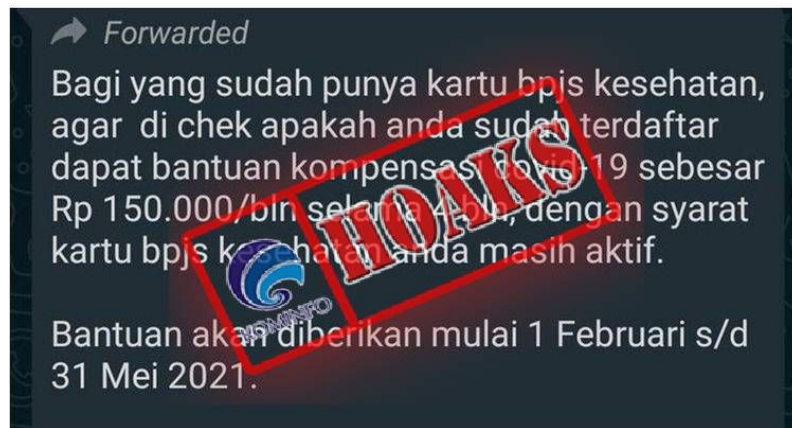 Forwarded
Bagi yang sudah punya kartu bpjs kesehatan,
agar di chek apakah anda sudah terdaftar
dapat bantuan kompensasi covid-19 sebesar
Rp 150.000/bln selama 4 bln, dengan syarat
kartu bpjs kesehatan anda masih aktif.
Bantuan akan diberikan mulai 1 Februari s/d
31 Mei 2021.
HOAKS
KOMINFO